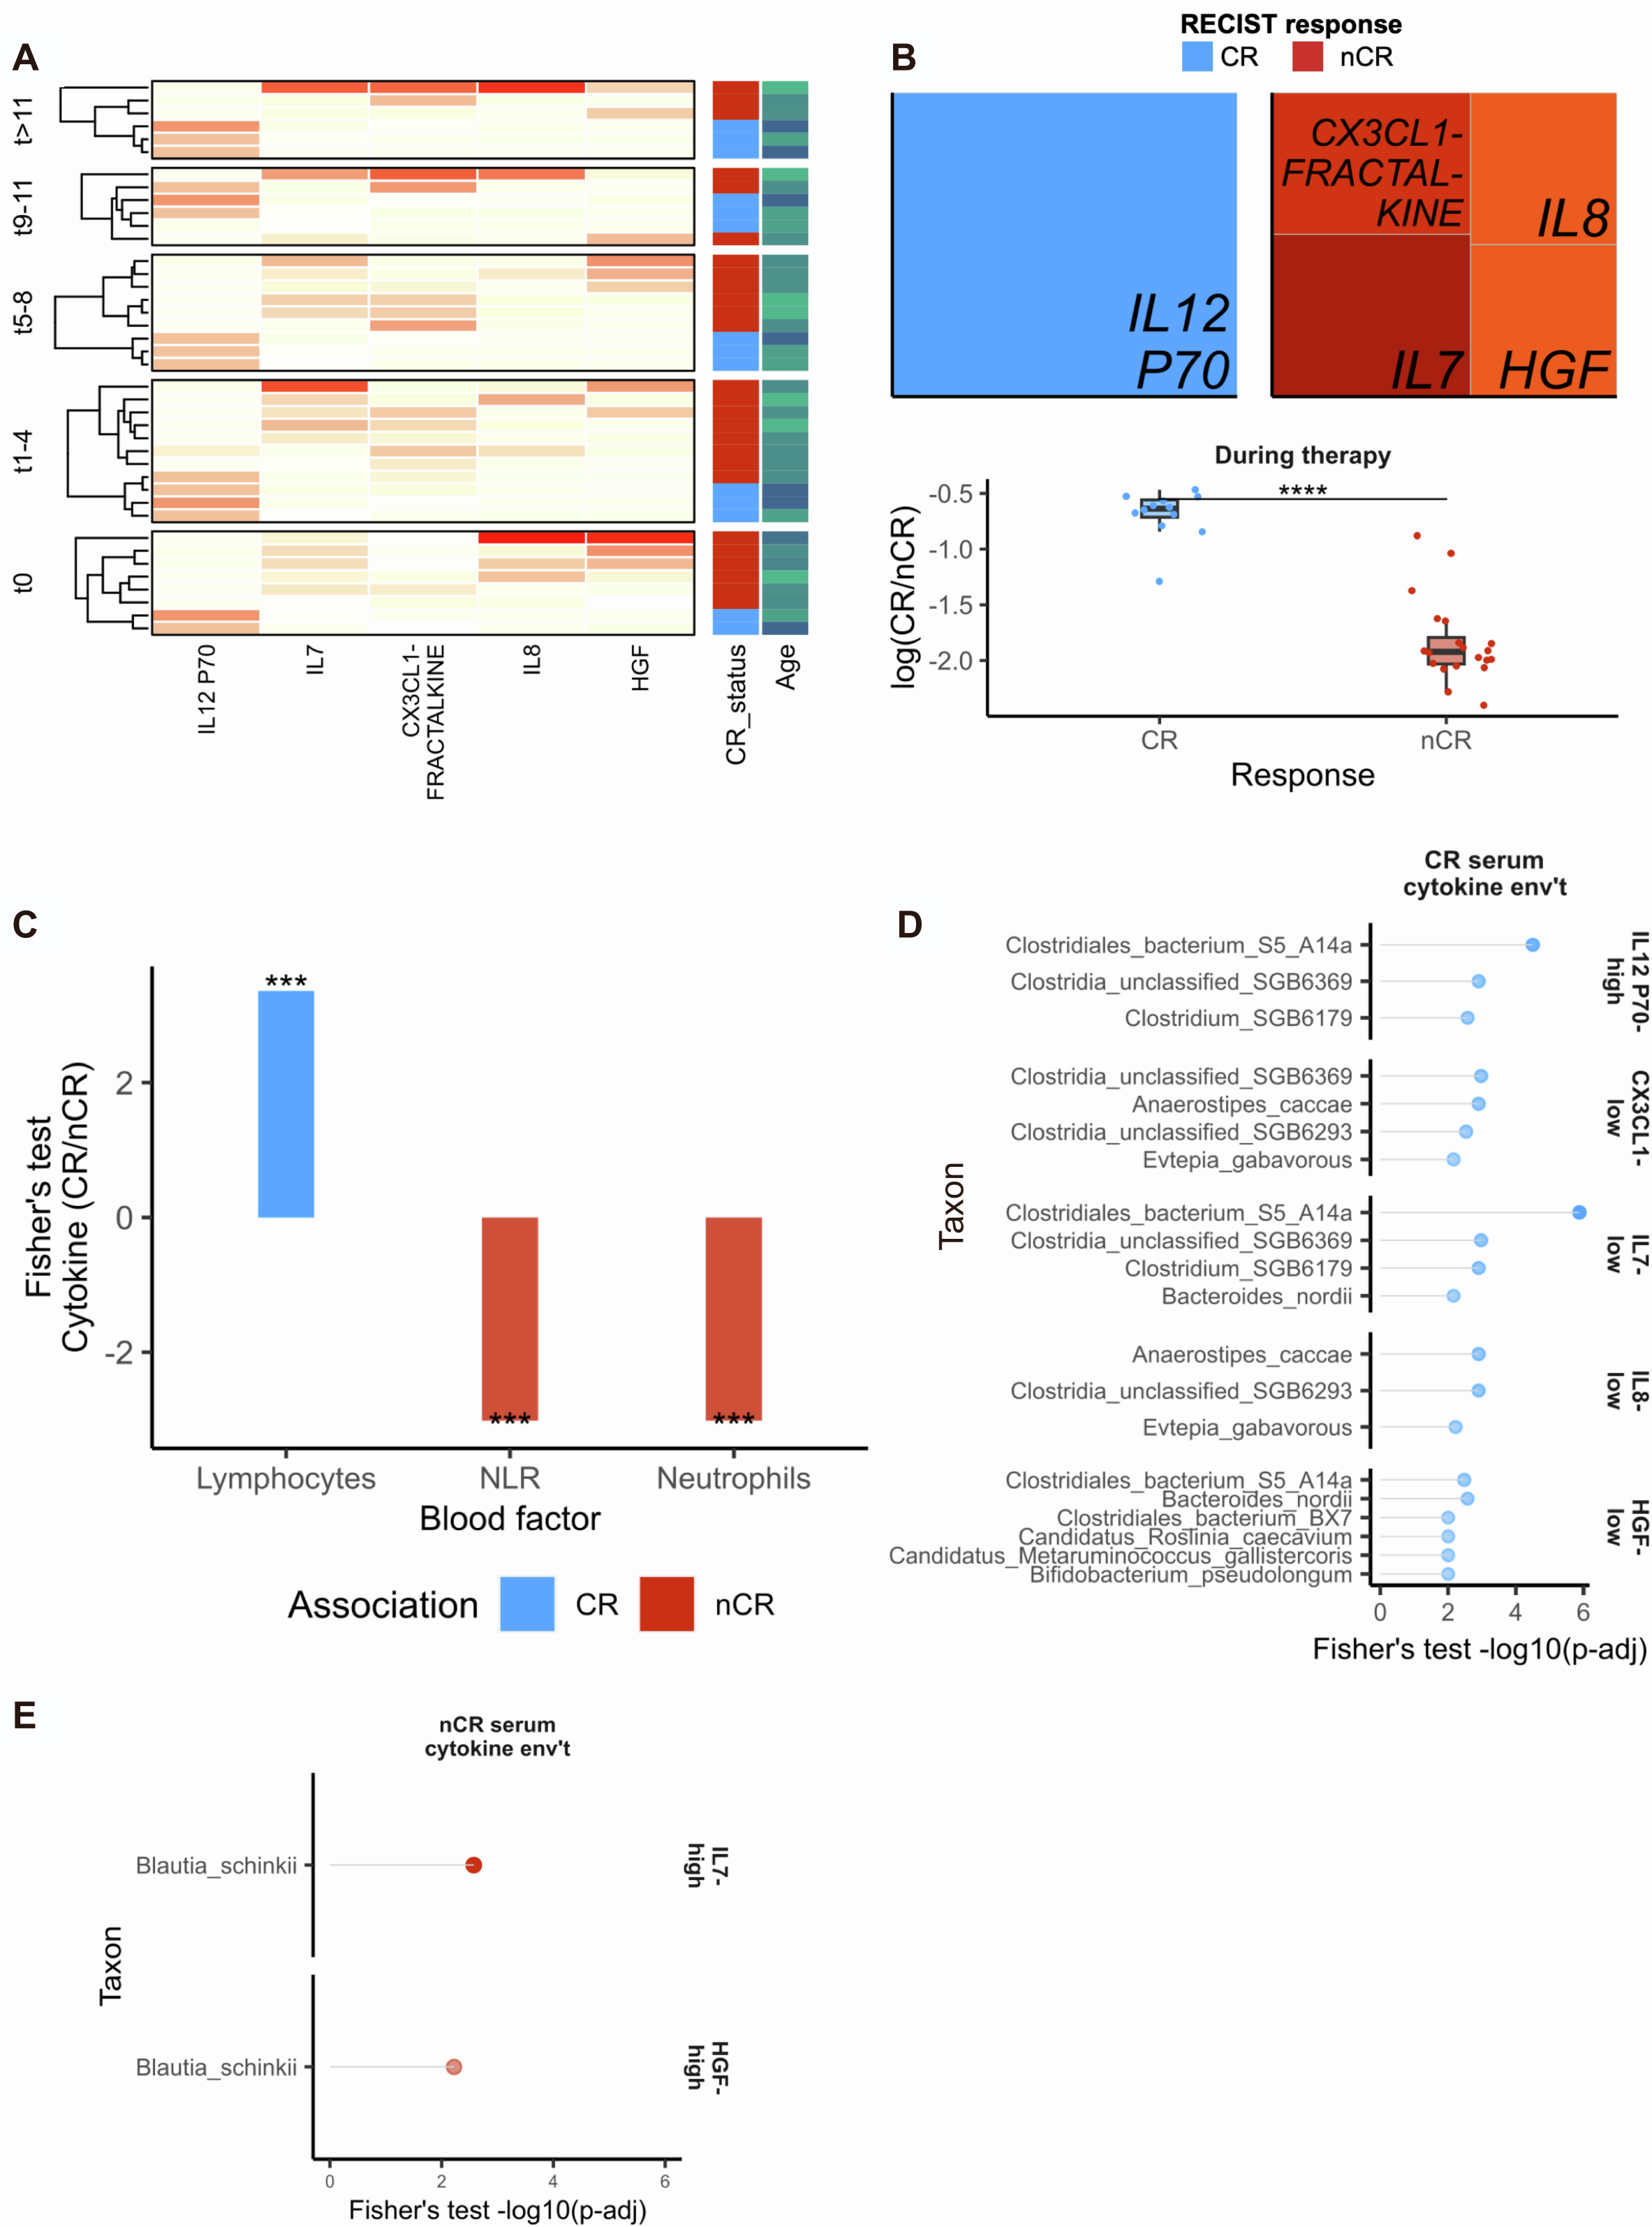 A
t>11
t9-11
t5-8
t1-4
t0
IL12 P70
IL7
CX3CL1-
FRACTALKINE
IL8
HGF
CR_status
Age
B
RECIST response
CR
nCR
IL12
P70
CX3CL1-
FRACTAL-
KINE
IL8
IL7
HGF
During therapy
log(CR/nCR)
-0.5
-1.0
-1.5
-2.0
****
CR
nCR
Response
C
Fisher's test
Cytokine (CR/nCR)
2
0
-2
***
***
***
Lymphocytes
NLR
Neutrophils
Blood factor
Association
CR
nCR
D
CR serum
cytokine env't
Taxon
Clostridiales_bacterium_S5_A14a
Clostridia_unclassified_SGB6369
Clostridium_SGB6179
IL12 P70-
high
Clostridia_unclassified_SGB6369
Anaerostipes_caccae
Clostridia_unclassified_SGB6293
Evtepia_gabavorous
CX3CL1-
low
Clostridiales_bacterium_S5_A14a
Clostridia_unclassified_SGB6369
Clostridium_SGB6179
Bacteroides_nordii
IL7-
low
Anaerostipes_caccae
Clostridia_unclassified_SGB6293
Evtepia_gabavorous
IL8-
low
Clostridiales_bacterium_S5_A14a
Bacteroides_nordii
Clostridiales_bacterium_BX7
Candidatus_Roslinia_caecavium
Candidatus_Metaruminococcus_gallistercoris
Bifidobacterium_pseudolongum
HGF-
low
0
2
4
6
Fisher's test -log10(p-adj)
E
nCR serum
cytokine env't
Taxon
Blautia_schinkii
IL7-
high
Blautia_schinkii
HGF-
high
0
2
4
6
Fisher's test -log10(p-adj)